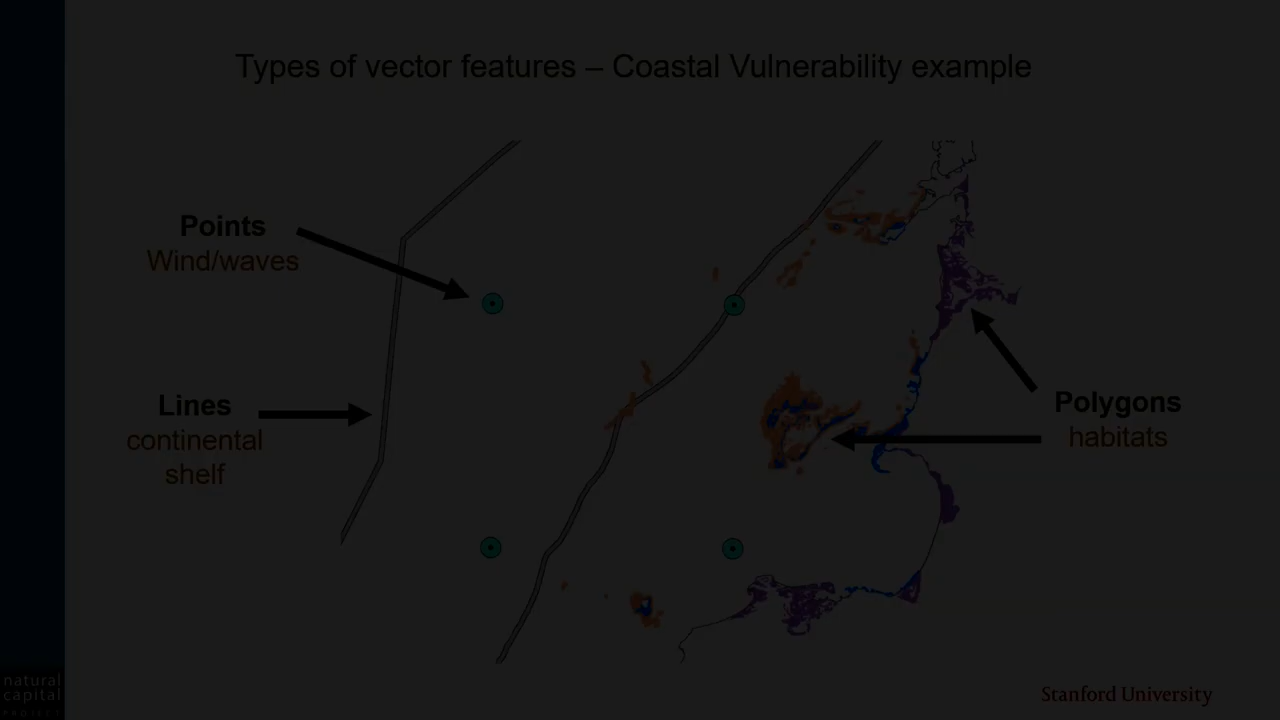 Types of vector features – Coastal Vulnerability example
Points
Wind/waves
Lines
continental
shelf
Polygons
habitats
natural
capital
PROJECT
Stanford University